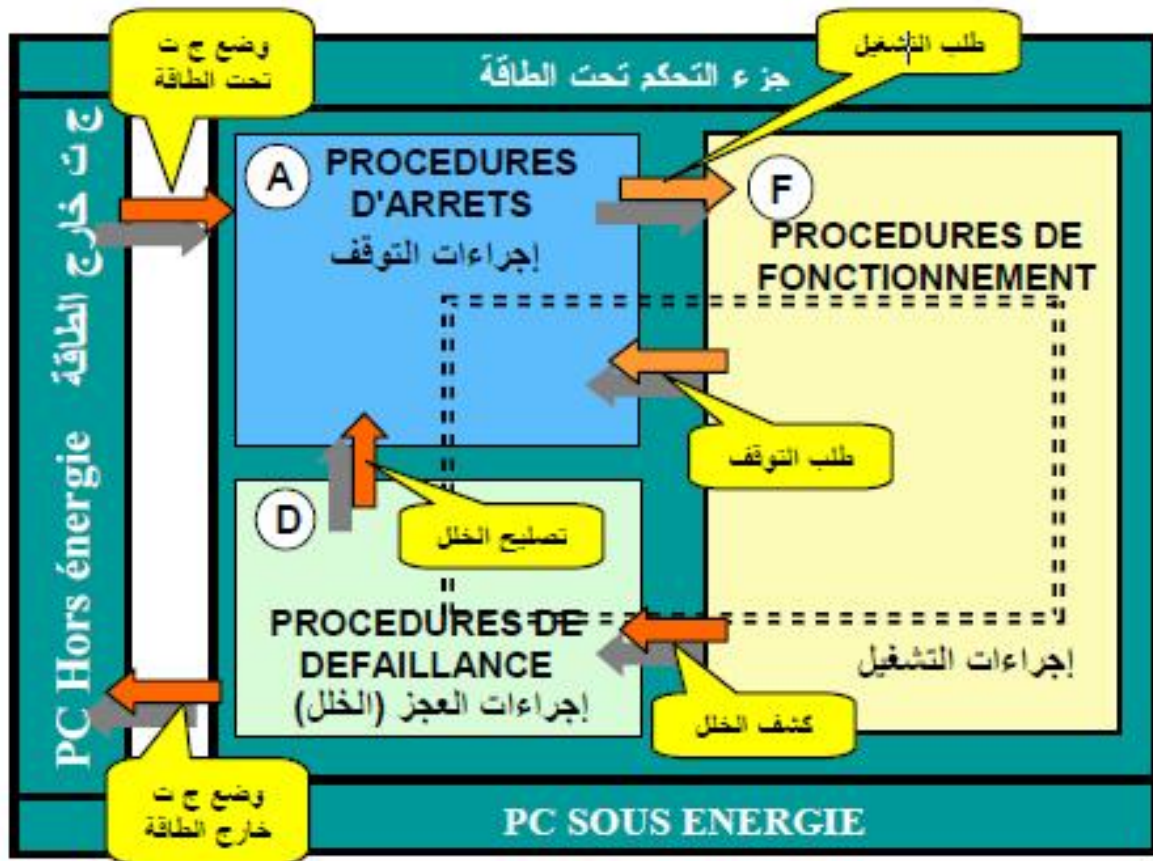 وضع ج ت
تحت الطاقة
طلب التشغيل
جزء التحكم تحت الطاقة
ج ت خارج الطاقة
PC Hors énergie
A
PROCEDURES
D'ARRETS
إجراءات التوقف
F
PROCEDURES DE
FONCTIONNEMENT
طلب التوقف
D
تصليح الخلل
PROCEDURES DE
DEFAILLANCE
إجراءات العجز (الخلل)
إجراءات التشغيل
كشف الخلل
وضع ج ت
خارج الطاقة
PC SOUS ENERGIE